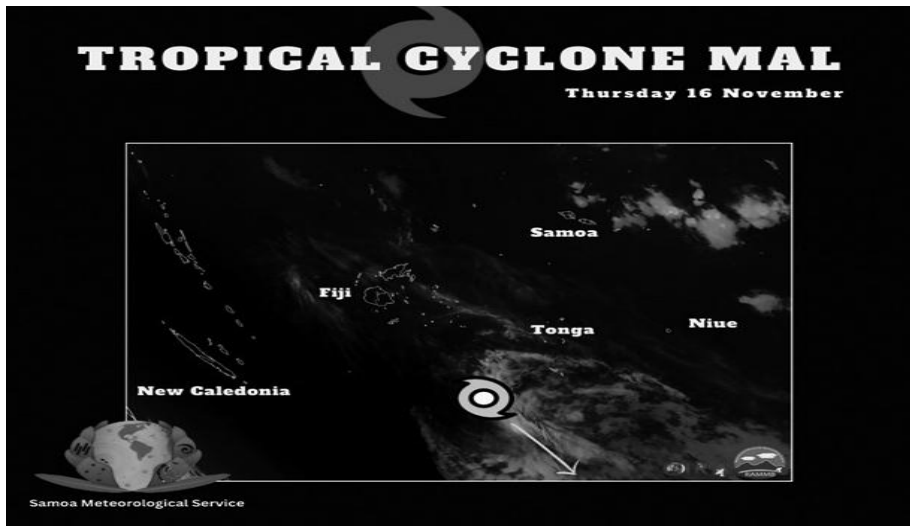 TROPICAL CYCLONE MAL
Thursday 16 November
Samoa
Fiji
Tonga
Niue
New Caledonia
Samoa Meteorological Service